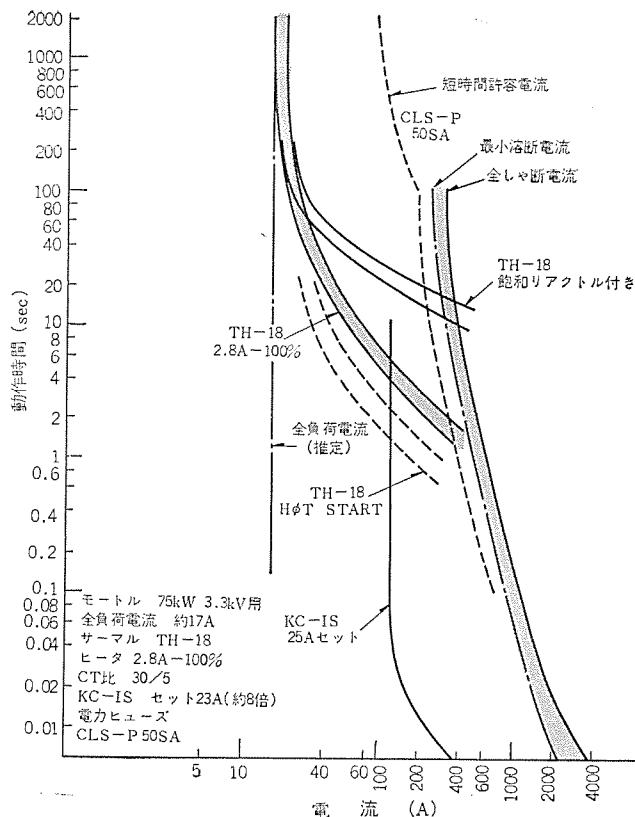 2000
1000
800
600
400
200
100
80
60
40
20
10
8
6
4
2
1
0.6
0.4
0.2
0.1
0.08
0.06
0.04
0.02
0.01
動作時間 (sec)
短時間許容電流
CLS-P
50SA
最小溶断電流
全しゃ断電流
TH-18
飽和リアクトル付き
TH-18
2.8A-100%
全負荷電流
(推定)
TH-18
HφT START
KC-IS
25Aセット
モートル 75kW 3.3kV用
全負荷電流 約17A
サーマル TH-18
ヒータ 2.8A-100%
CT比 30/5
KC-IS セット23A(約8倍)
電力ヒューズ
CLS-P 50SA
5
10
40
60
100
200
400
600
1000
2000
4000
電流 (A)